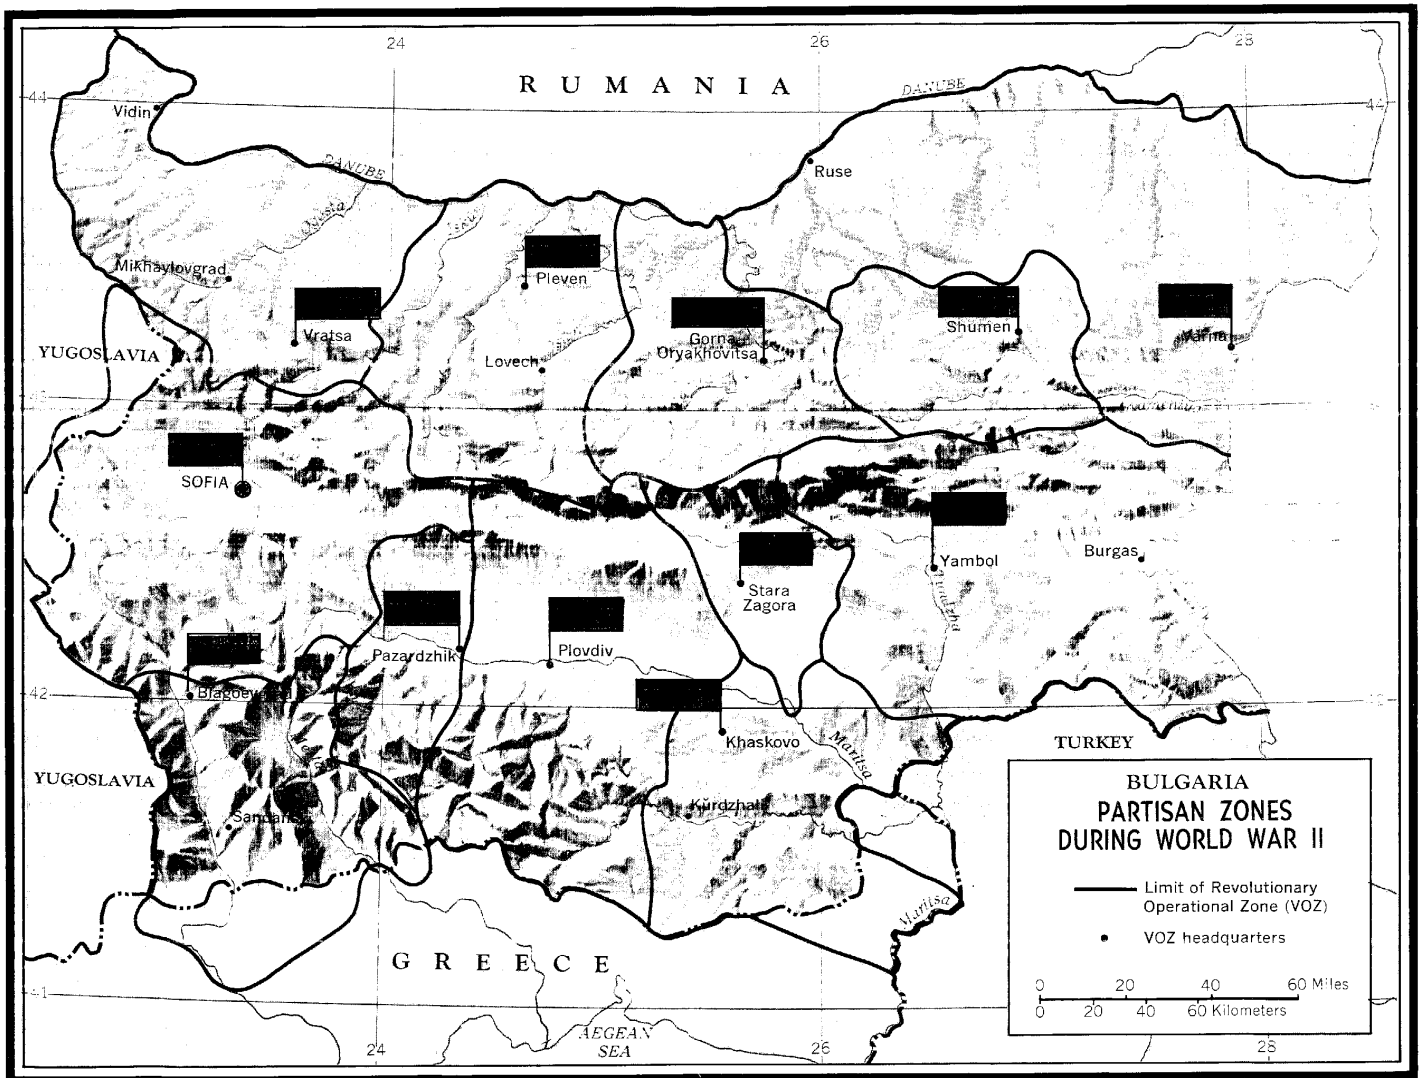 24
26
28
44
RUMANIA
DANUBE
44
Vidin
DANUBE
Ruse
Mikhaylovgrad
Pleven
Vratsa
Gorna
Oryakhovitsa
Shumen
Varna
YUGOSLAVIA
Lovech
SOFIA
Yambol
Burgas
Stara
Zagora
Pazardzhik
Plovdiv
42
Khaskovo
Maritsa
TURKEY
YUGOSLAVIA
Kŭrdzhali
Maritsa
GREECE
41
AEGEAN
SEA
24
26
28
BULGARIA
PARTISAN ZONES
DURING WORLD WAR II
Limit of Revolutionary
Operational Zone (VOZ)
VOZ headquarters
0 20 40 60 Miles
0 20 40 60 Kilometers